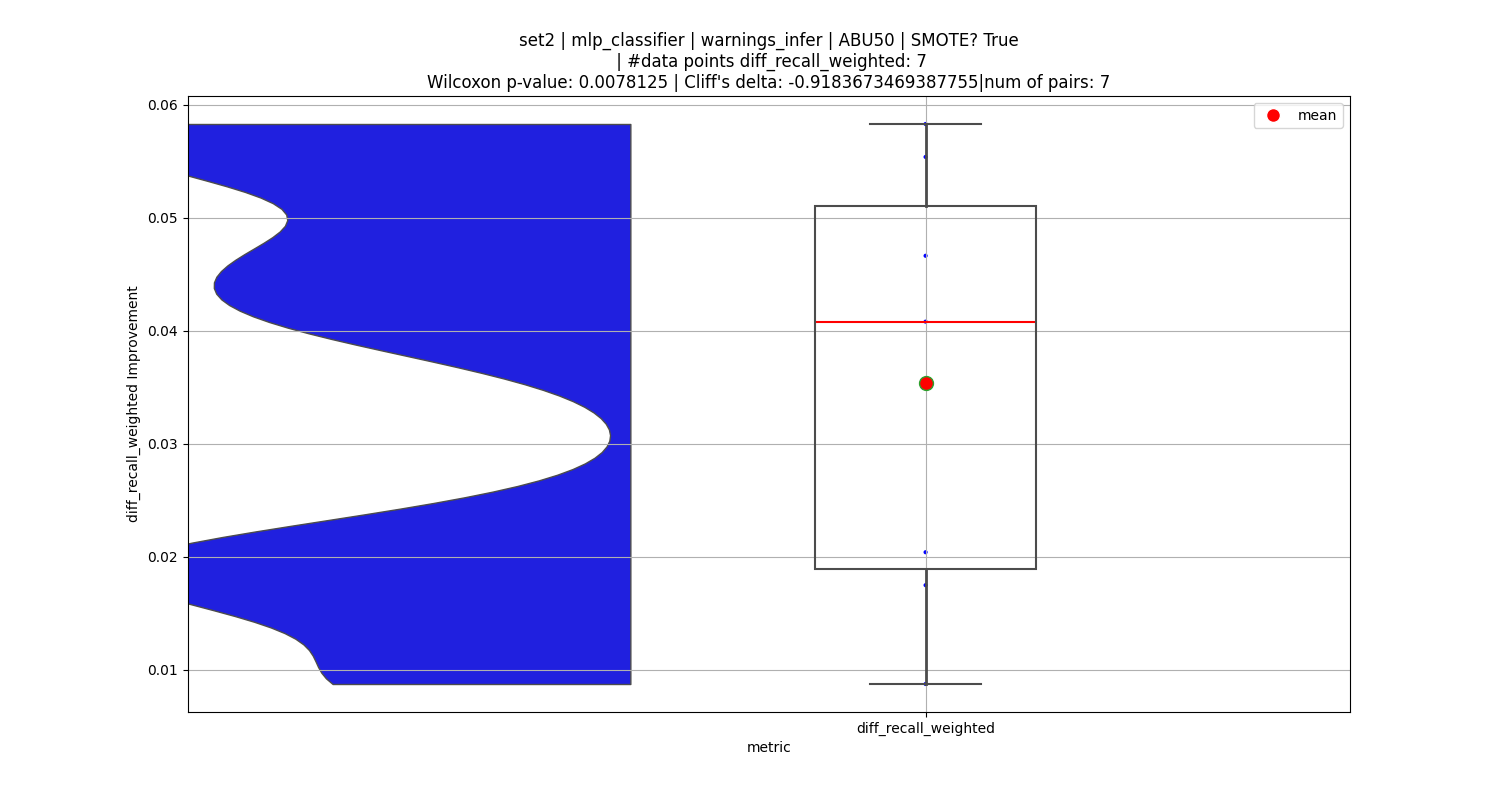 set2 | mlp_classifier | warnings_infer | ABU50 | SMOTE? True
| #data points diff_recall_weighted: 7
Wilcoxon p-value: 0.0078125 | Cliff's delta: -0.9183673469387755|num of pairs: 7
mean
0.06
0.05
0.04
0.03
0.02
0.01
diff_recall_weighted Improvement
diff_recall_weighted
metric